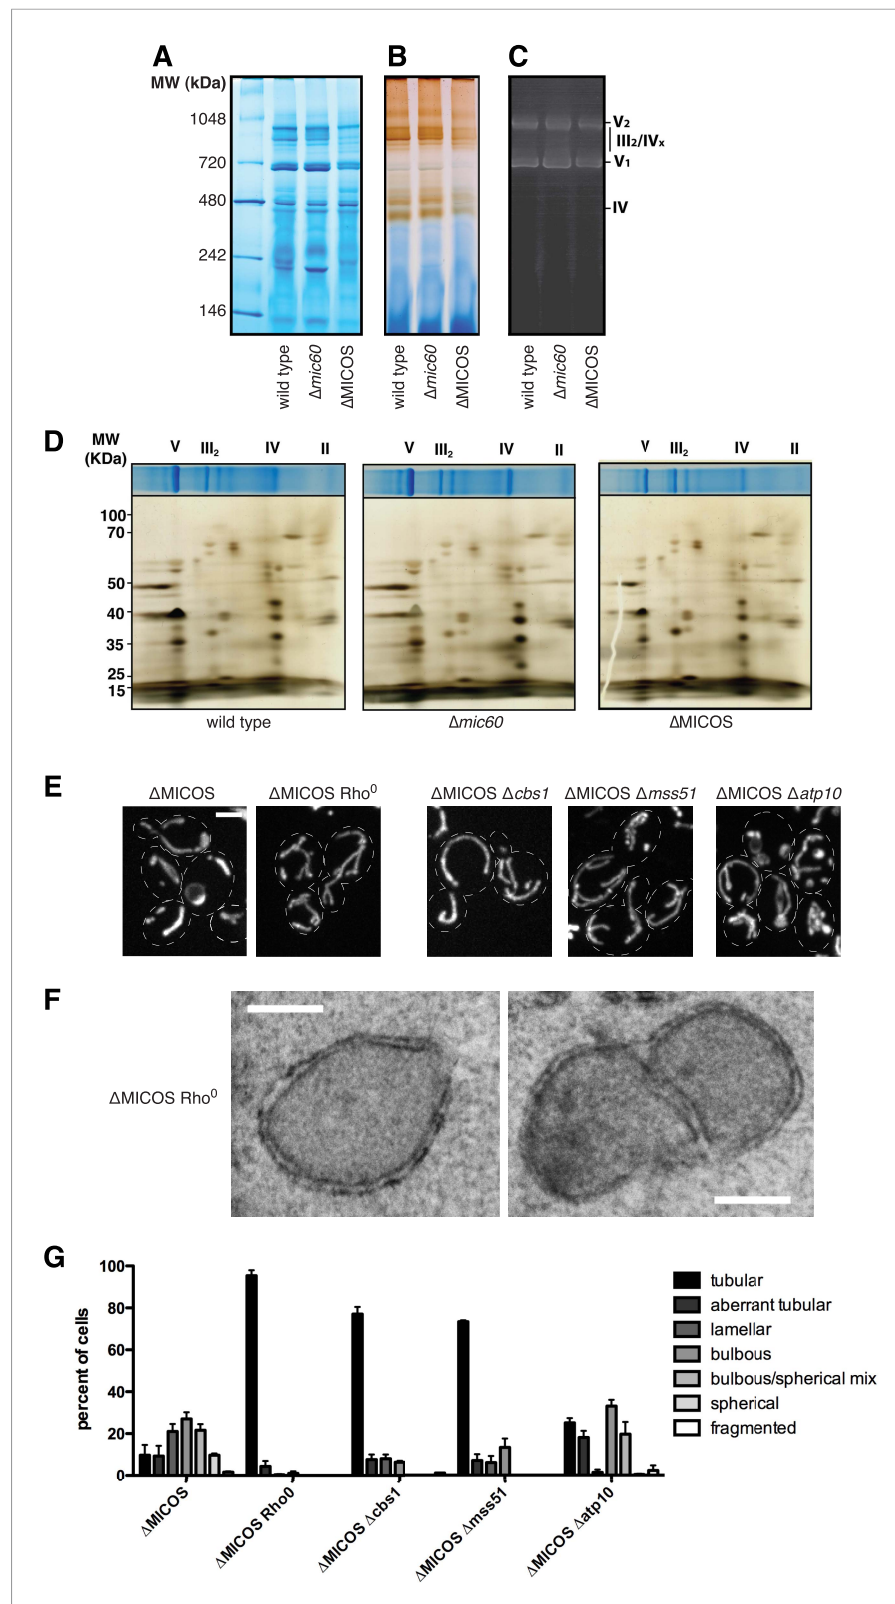 A
B
C
MW (kDa)
1048
720
480
242
146
V2
III2/IVx
V1
IV
wild type
Δmic60
ΔMICOS
wild type
Δmic60
ΔMICOS
wild type
Δmic60
ΔMICOS
D
MW
(KDa)
V III2 IV II
V III2 IV II
V III2 IV II
100
70
50
40
35
25
15
wild type
Δmic60
ΔMICOS
E
ΔMICOS
ΔMICOS Rho0
ΔMICOS Δcbs1
ΔMICOS Δmss51
ΔMICOS Δatp10
F
ΔMICOS Rho0
G
percent of cells
100
80
60
40
20
0
ΔMICOS
ΔMICOS Rho0
ΔMICOS Δcbs1
ΔMICOS Δmss51
ΔMICOS Δatp10
tubular
aberrant tubular
lamellar
bulbous
bulbous/spherical mix
spherical
fragmented